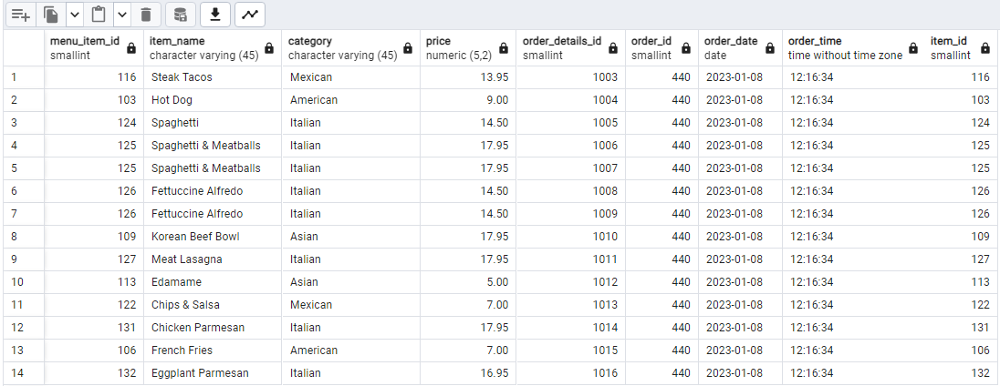 menu_item_id item_name category price order_details_id order_id order_date order_time item_id
smallint character varying (45) character varying (45) numeric (5,2) smallint smallint date time without time zone smallint
1 116 Steak Tacos Mexican 13.95 1003 440 2023-01-08 12:16:34 116
2 103 Hot Dog American 9.00 1004 440 2023-01-08 12:16:34 103
3 124 Spaghetti Italian 14.50 1005 440 2023-01-08 12:16:34 124
4 125 Spaghetti & Meatballs Italian 17.95 1006 440 2023-01-08 12:16:34 125
5 125 Spaghetti & Meatballs Italian 17.95 1007 440 2023-01-08 12:16:34 125
6 126 Fettuccine Alfredo Italian 14.50 1008 440 2023-01-08 12:16:34 126
7 126 Fettuccine Alfredo Italian 14.50 1009 440 2023-01-08 12:16:34 126
8 109 Korean Beef Bowl Asian 17.95 1010 440 2023-01-08 12:16:34 109
9 127 Meat Lasagna Italian 17.95 1011 440 2023-01-08 12:16:34 127
10 113 Edamame Asian 5.00 1012 440 2023-01-08 12:16:34 113
11 122 Chips & Salsa Mexican 7.00 1013 440 2023-01-08 12:16:34 122
12 131 Chicken Parmesan Italian 17.95 1014 440 2023-01-08 12:16:34 131
13 106 French Fries American 7.00 1015 440 2023-01-08 12:16:34 106
14 132 Eggplant Parmesan Italian 16.95 1016 440 2023-01-08 12:16:34 132